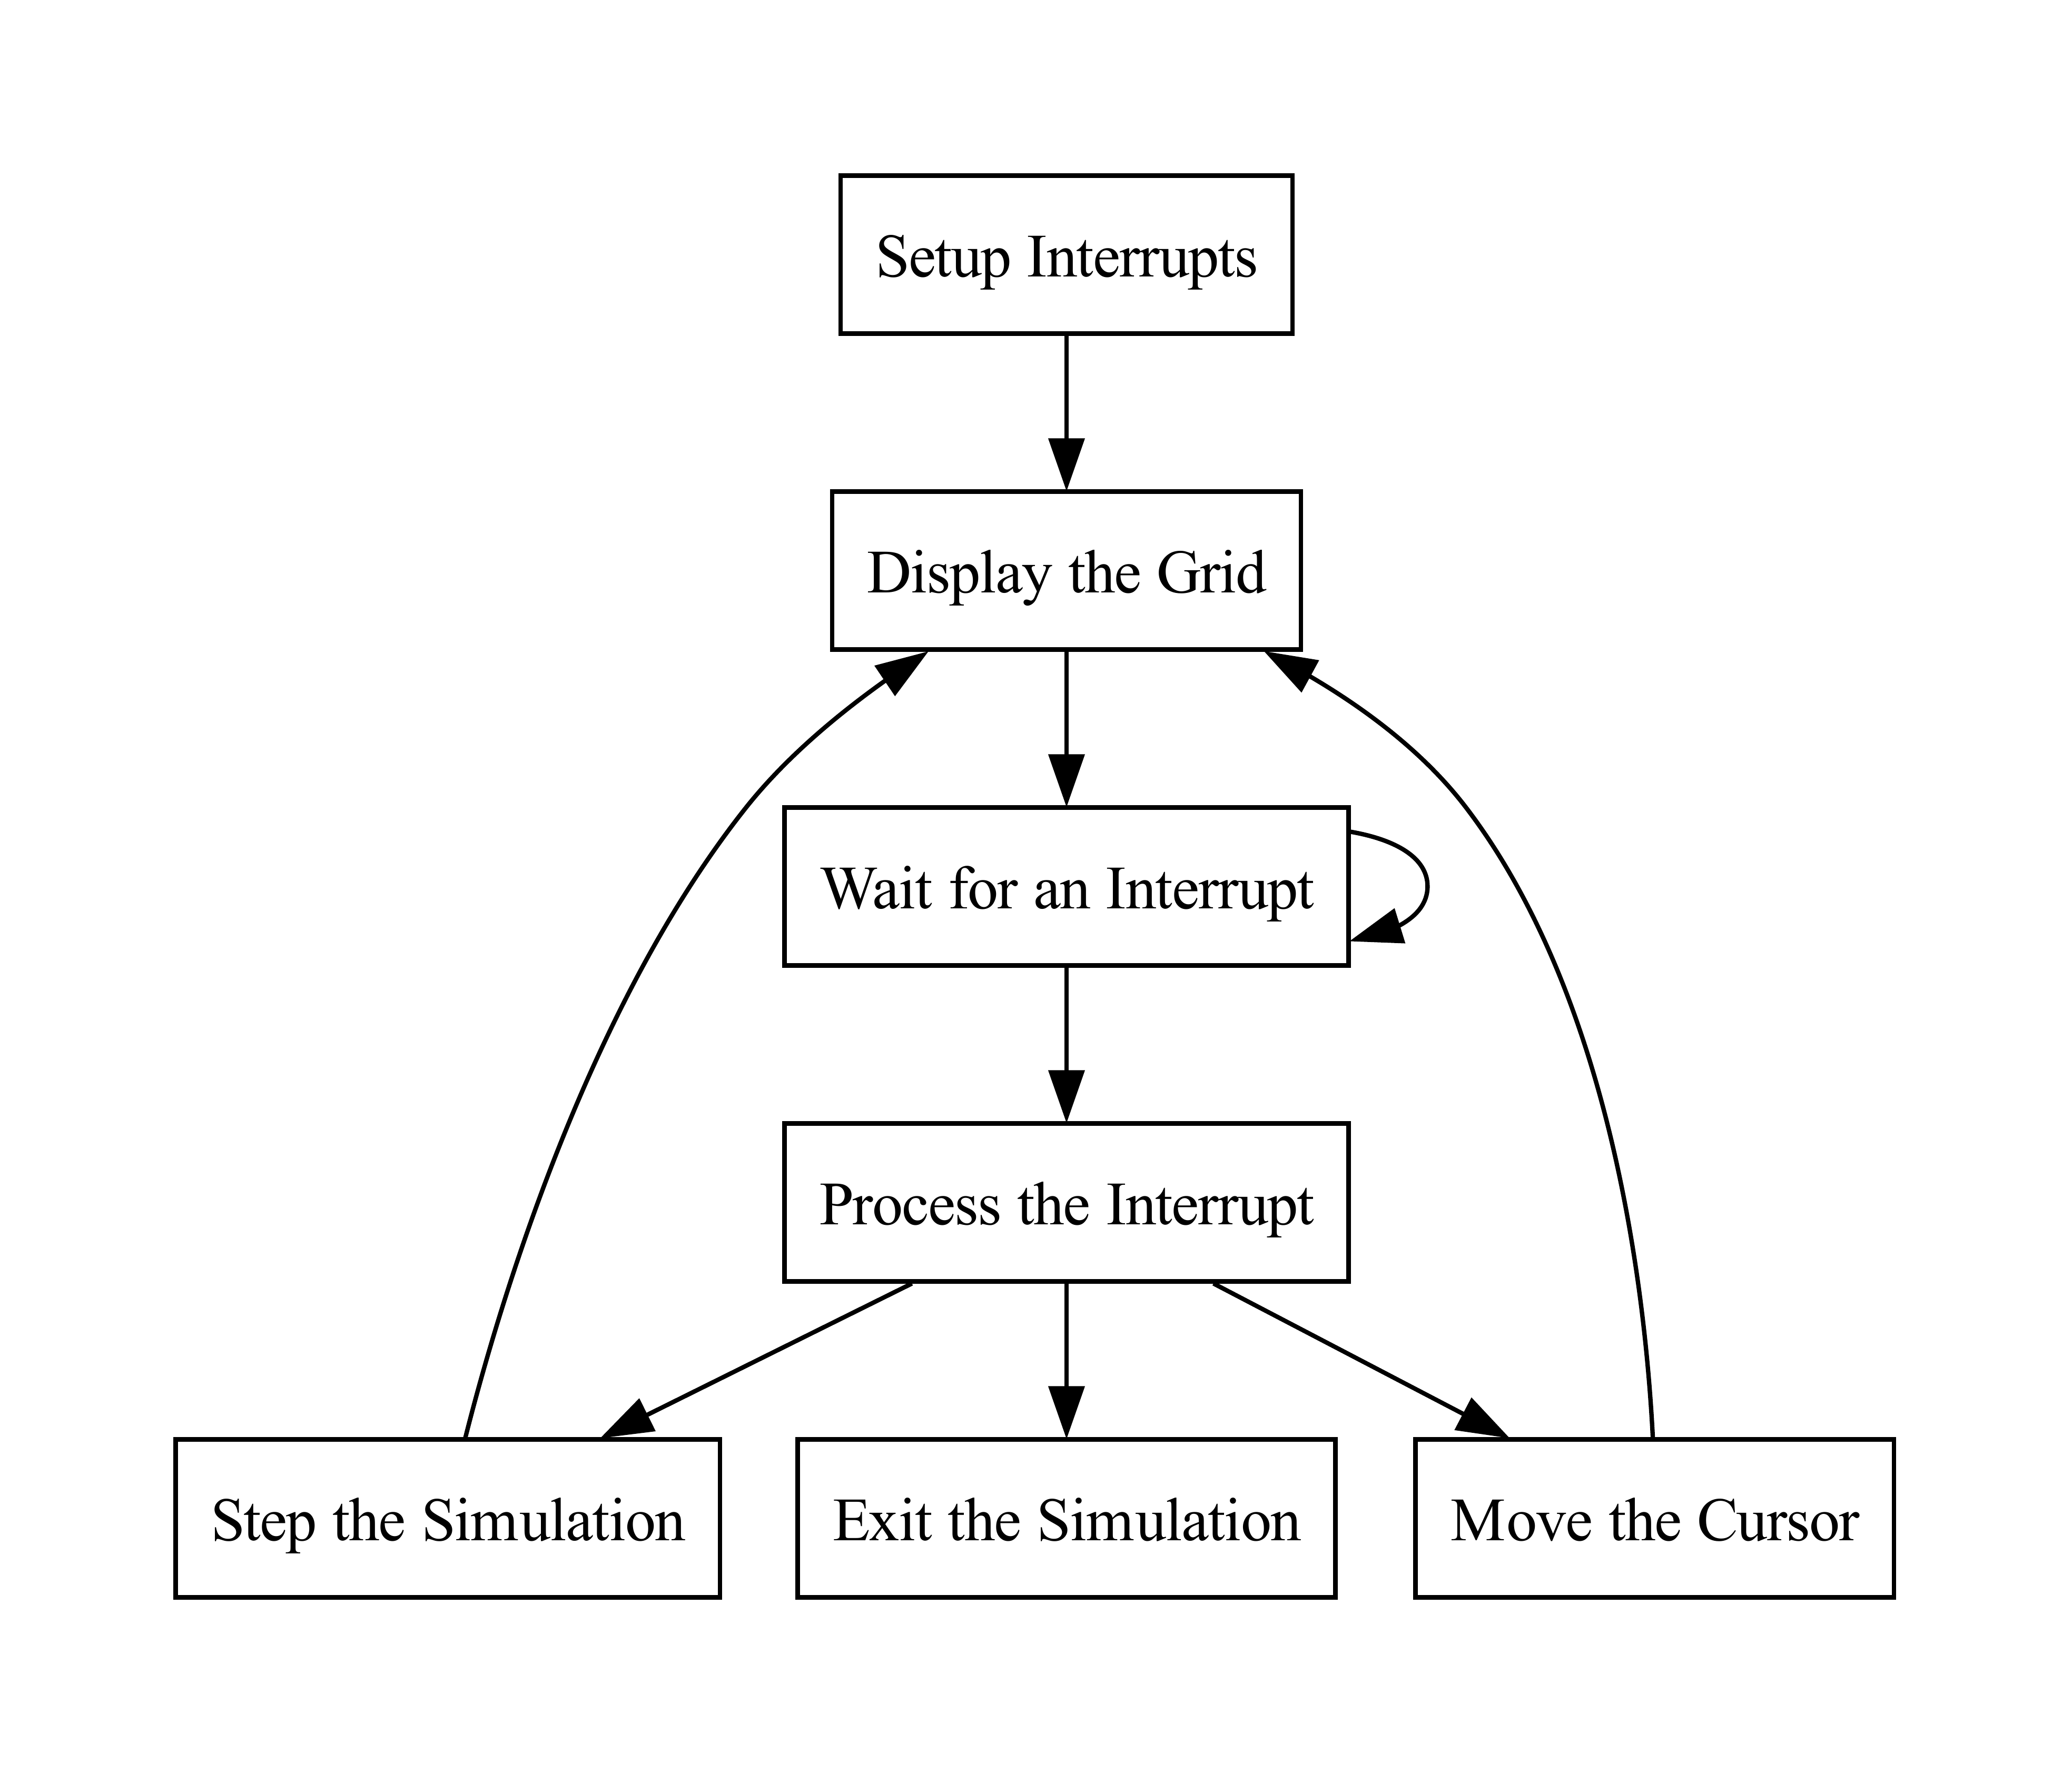 Setup Interrupts
Display the Grid
Wait for an Interrupt
Process the Interrupt
Step the Simulation
Exit the Simulation
Move the Cursor